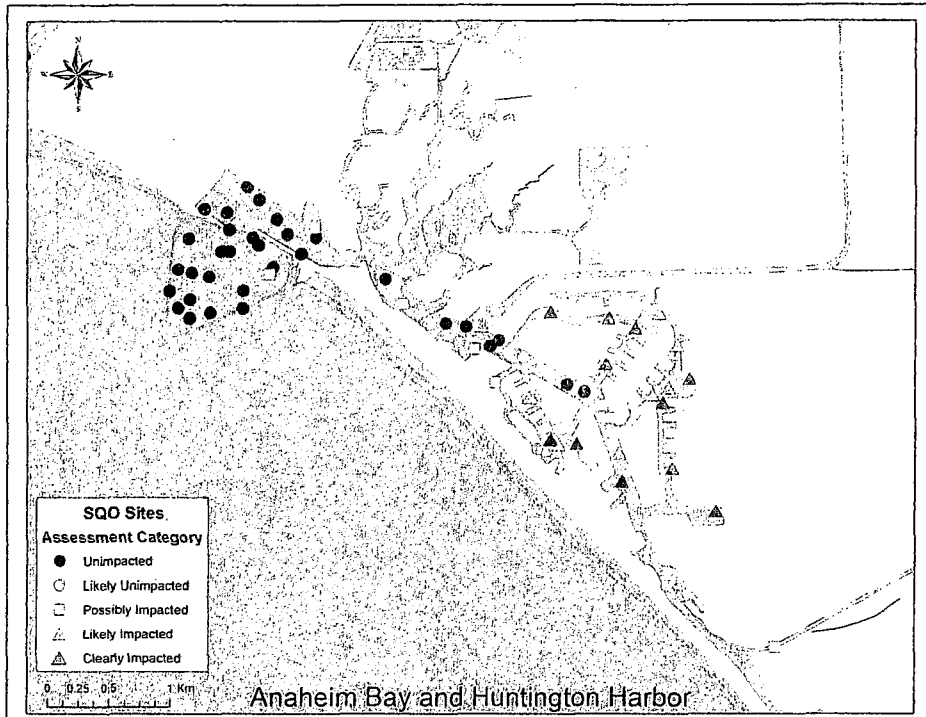 N
W
E
S
SQO Sites
Assessment Category
Unimpacted
Likely Unimpacted
Possibly Impacted
Likely Impacted
Clearly Impacted
0 0.25 0.5 1 Km
Anaheim Bay and Huntington Harbor